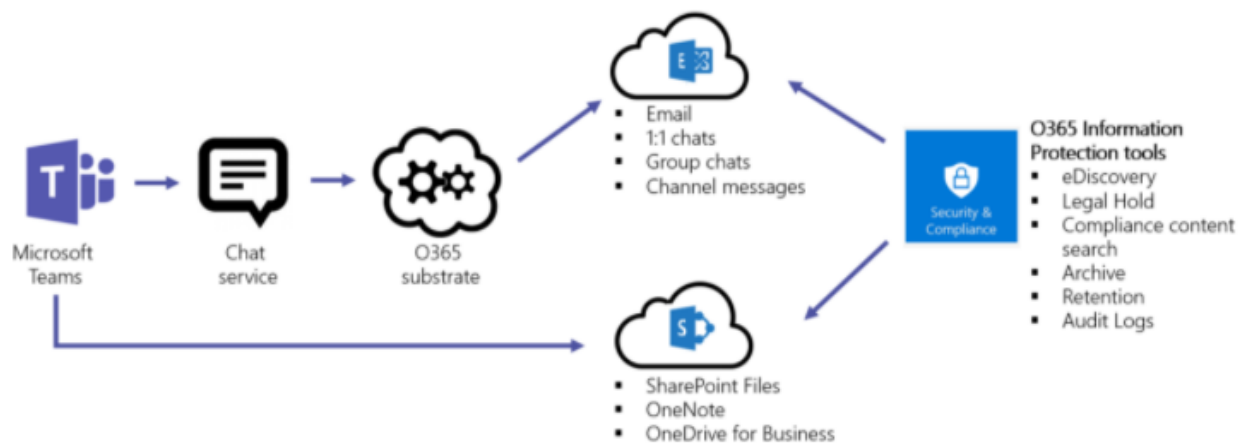 T
Microsoft
Teams
Chat
service
O365
substrate
E
▪ Email
▪ 1:1 chats
▪ Group chats
▪ Channel messages
S
▪ SharePoint Files
▪ OneNote
▪ OneDrive for Business
Security &
Compliance
O365 Information
Protection tools
▪ eDiscovery
▪ Legal Hold
▪ Compliance content
search
▪ Archive
▪ Retention
▪ Audit Logs